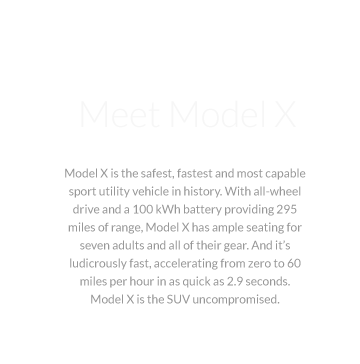 Meet Model X
Model X is the safest, fastest and most capable
sport utility vehicle in history. With all-wheel
drive and a 100 kWh battery providing 295
miles of range, Model X has ample seating for
seven adults and all of their gear. And it's
ludicrously fast, accelerating from zero to 60
miles per hour in as quick as 2.9 seconds.
Model X is the SUV uncompromised.